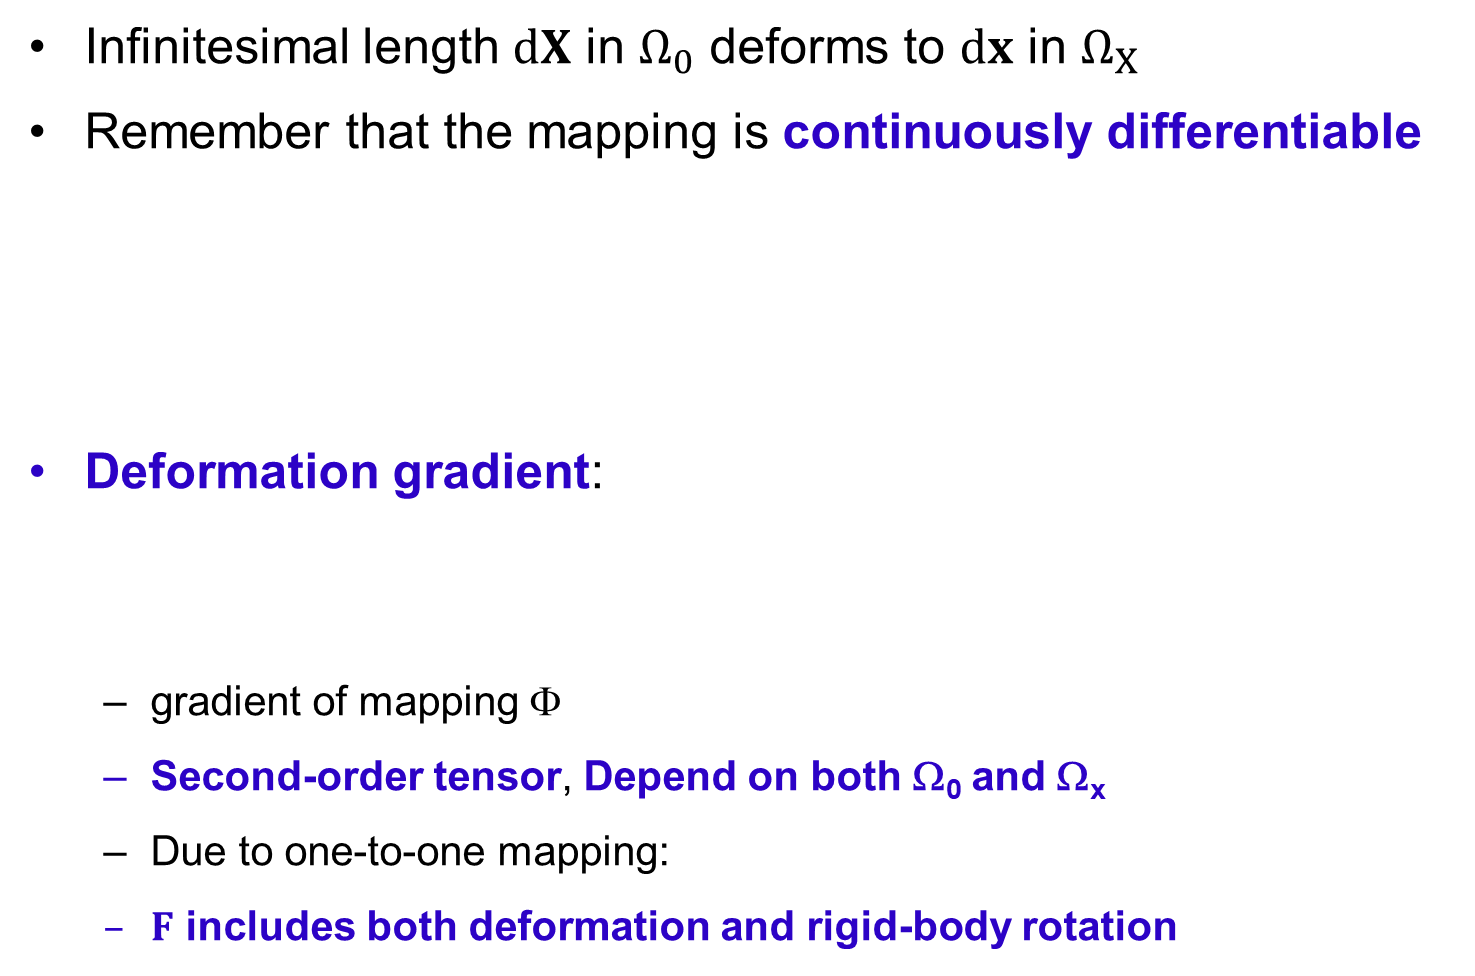 • Infinitesimal length d𝐗 in Ω₀ deforms to d𝐱 in Ω_X
• Remember that the mapping is continuously differentiable
• Deformation gradient:
– gradient of mapping Φ
– Second-order tensor, Depend on both Ω₀ and Ωₓ
– Due to one-to-one mapping:
– 𝐅 includes both deformation and rigid-body rotation